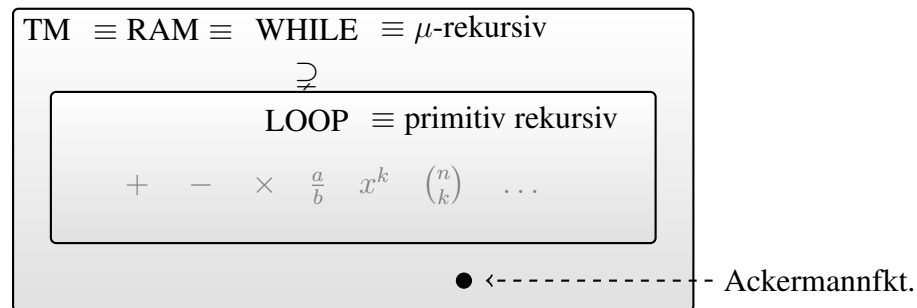 TM ≡ RAM ≡ WHILE ≡ μ-rekursiv
⊋
LOOP ≡ primitiv rekursiv
+ − × a/b x^k (n k) …
Ackermannfkt.